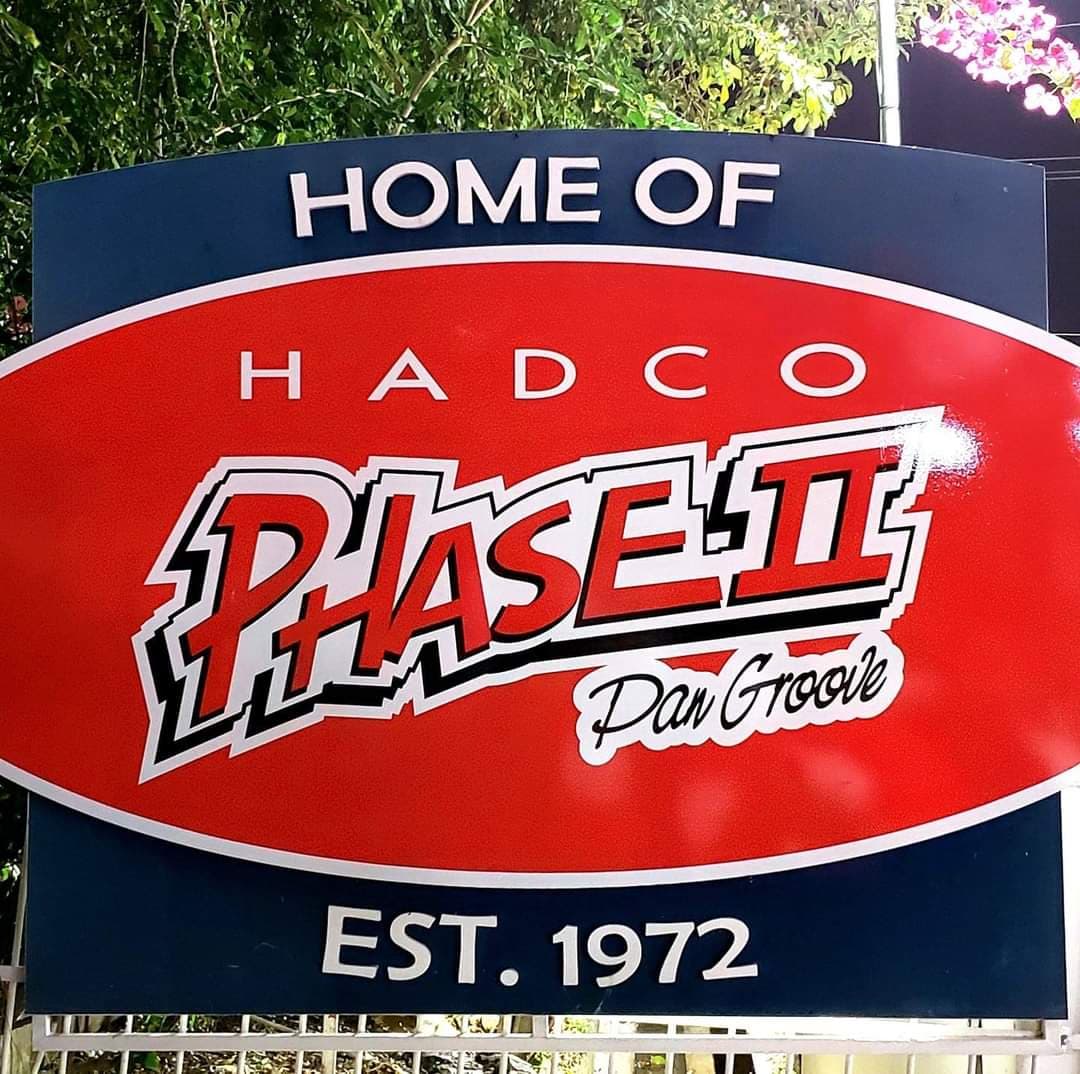 HOME OF
HADCO
PHASE II
Pan Groove
EST. 1972